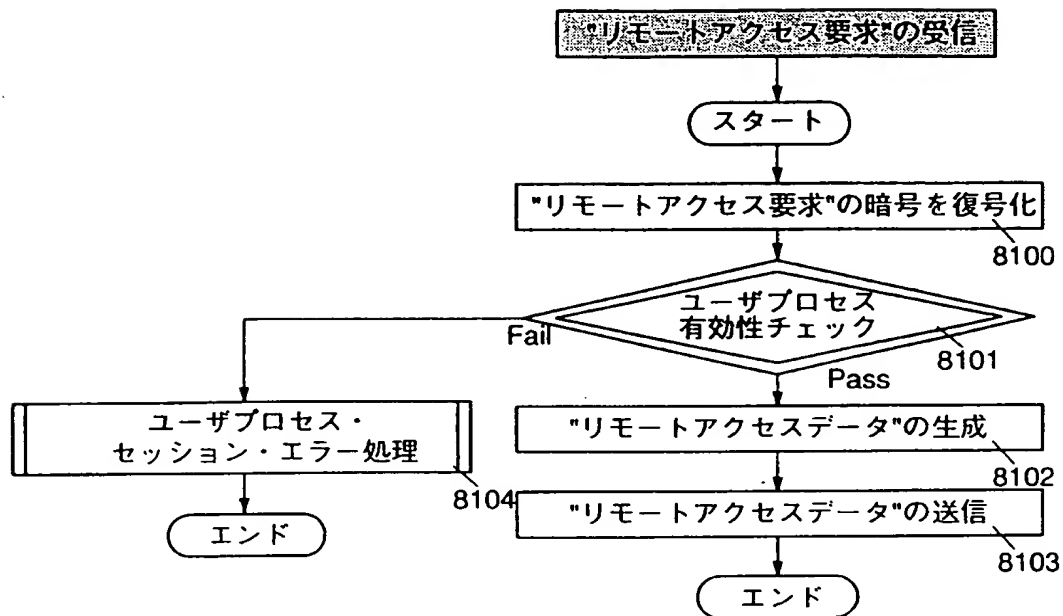 "リモートアクセス要求"の受信
スタート
"リモートアクセス要求"の暗号を復号化
8100
ユーザプロセス
有効性チェック
8101
Fail
Pass
ユーザプロセス・
セッション・エラー処理
8104
"リモートアクセスデータ"の生成
8102
エンド
"リモートアクセスデータ"の送信
8103
エンド